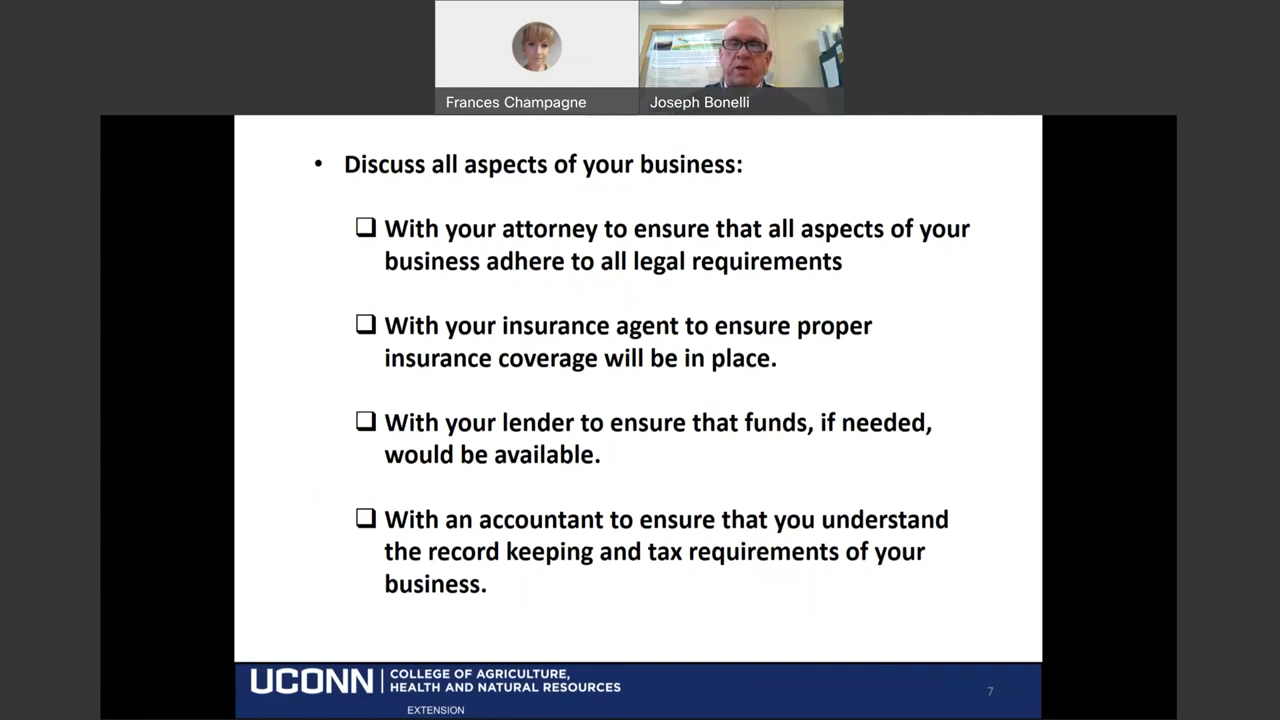 Frances Champagne
Joseph Bonelli
• Discuss all aspects of your business:
❑ With your attorney to ensure that all aspects of your
business adhere to all legal requirements
❑ With your insurance agent to ensure proper
insurance coverage will be in place.
❑ With your lender to ensure that funds, if needed,
would be available.
❑ With an accountant to ensure that you understand
the record keeping and tax requirements of your
business.
UCONN
COLLEGE OF AGRICULTURE,
HEALTH AND NATURAL RESOURCES
EXTENSION
7